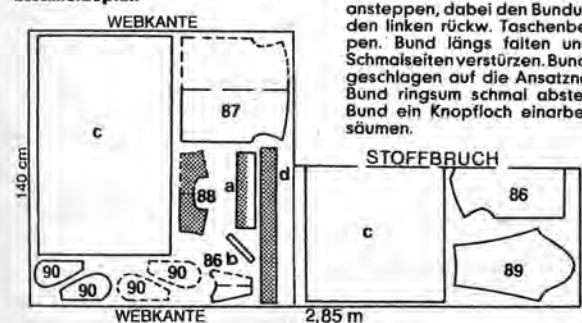 WEBKANTE
ansteppen, dabei den Bundu
den linken rückw. Taschenbe
pen. Bund längs falten un
Schmalseiten verstürzen. Bund
geschlagen auf die Ansatzna
Bund ringsum schmal abste
Bund ein Knopfloch einarbe
säumen.
140 cm
c
87
88
a
d
86 b
90
90
90
90
WEBKANTE
STOFFBRUCH
c
86
89
2,85 m